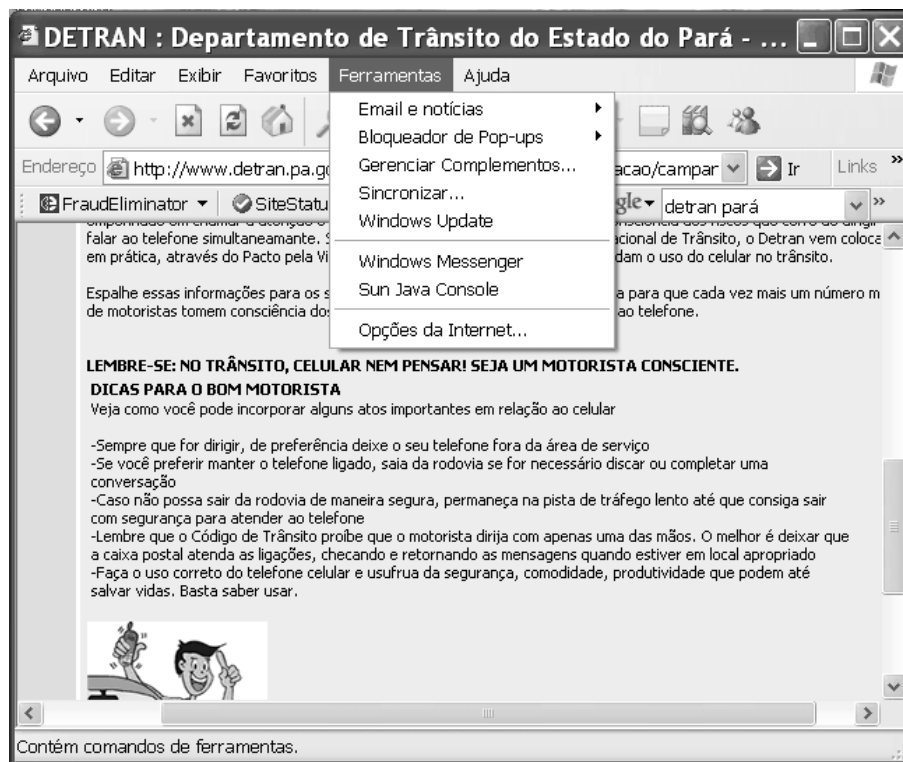 DETRAN : Departamento de Trânsito do Estado do Pará - ...
Arquivo Editar Exibir Favoritos Ferramentas Ajuda
Email e notícias
Bloqueador de Pop-ups
Gerenciar Complementos...
Sincronizar...
Windows Update
Windows Messenger
Sun Java Console
Opções da Internet...
Endereço http://www.detran.pa.go acao/campar Ir Links »
FraudEliminator SiteStatu gle detran pará »
falar ao telefone simultaneamante. acional de Trânsito, o Detran vem coloca
em prática, através do Pacto pela Vi dam o uso do celular no trânsito.
Espalhe essas informações para os s a para que cada vez mais um número m
de motoristas tomem consciência dos ao telefone.
LEMBRE-SE: NO TRÂNSITO, CELULAR NEM PENSAR! SEJA UM MOTORISTA CONSCIENTE.
DICAS PARA O BOM MOTORISTA
Veja como você pode incorporar alguns atos importantes em relação ao celular
-Sempre que for dirigir, de preferência deixe o seu telefone fora da área de serviço
-Se você preferir manter o telefone ligado, saia da rodovia se for necessário discar ou completar uma
conversação
-Caso não possa sair da rodovia de maneira segura, permaneça na pista de tráfego lento até que consiga sair
com segurança para atender ao telefone
-Lembre que o Código de Trânsito proíbe que o motorista dirija com apenas uma das mãos. O melhor é deixar que
a caixa postal atenda as ligações, checando e retornando as mensagens quando estiver em local apropriado
-Faça o uso correto do telefone celular e usufrua da segurança, comodidade, produtividade que podem até
salvar vidas. Basta saber usar.
Contém comandos de ferramentas.